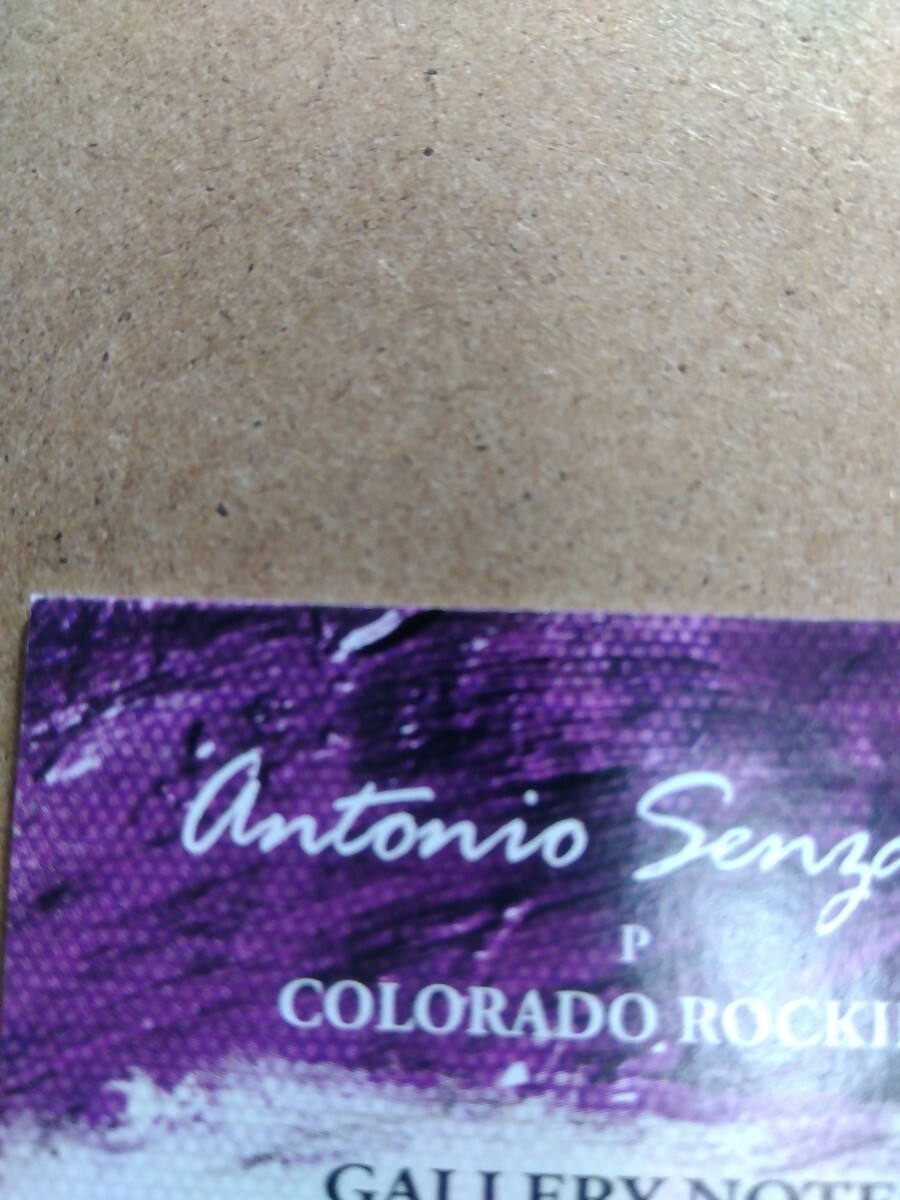 Antonio Senza
P
COLORADO ROCKI
GALLERY NOTE